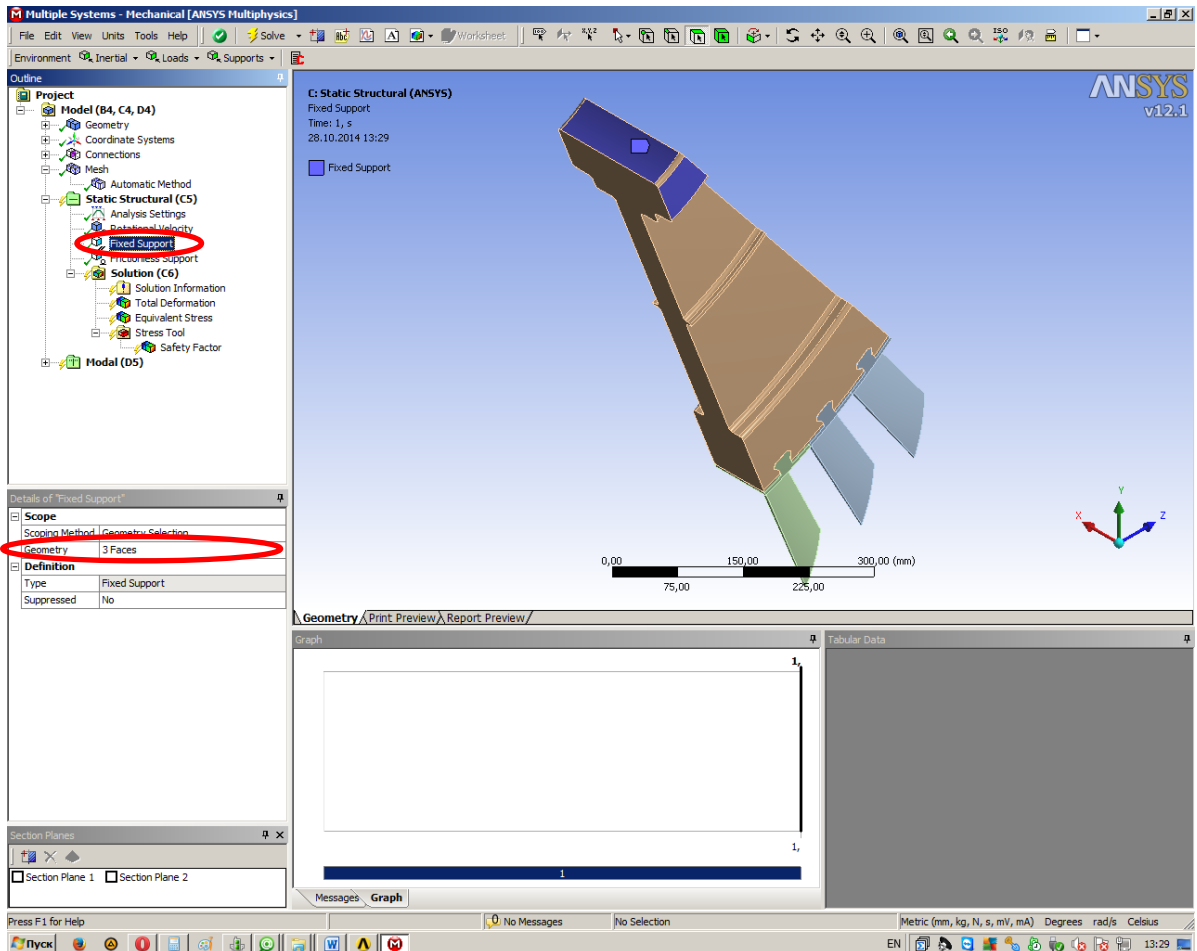 Multiple Systems - Mechanical [ANSYS Multiphysics]
File Edit View Units Tools Help Solve Worksheet
Environment Inertial Loads Supports
Outline
Project
Model (B4, C4, D4)
Geometry
Coordinate Systems
Connections
Mesh
Automatic Method
Static Structural (C5)
Analysis Settings
Rotational Velocity
Fixed Support
Frictionless Support
Solution (C6)
Solution Information
Total Deformation
Equivalent Stress
Stress Tool
Safety Factor
Modal (D5)
C: Static Structural (ANSYS)
Fixed Support
Time: 1, s
28.10.2014 13:29
Fixed Support
ANSYS
v12.1
Y
X
Z
0,00 150,00 300,00 (mm)
75,00 225,00
Geometry Print Preview Report Preview
Details of "Fixed Support"
Scope
Scoping Method Geometry Selection
Geometry 3 Faces
Definition
Type Fixed Support
Suppressed No
Graph
1,
1,
1
Messages Graph
Tabular Data
Section Planes
Section Plane 1 Section Plane 2
Press F1 for Help No Messages No Selection Metric (mm, kg, N, s, mV, mA) Degrees rad/s Celsius
Пуск EN 13:29